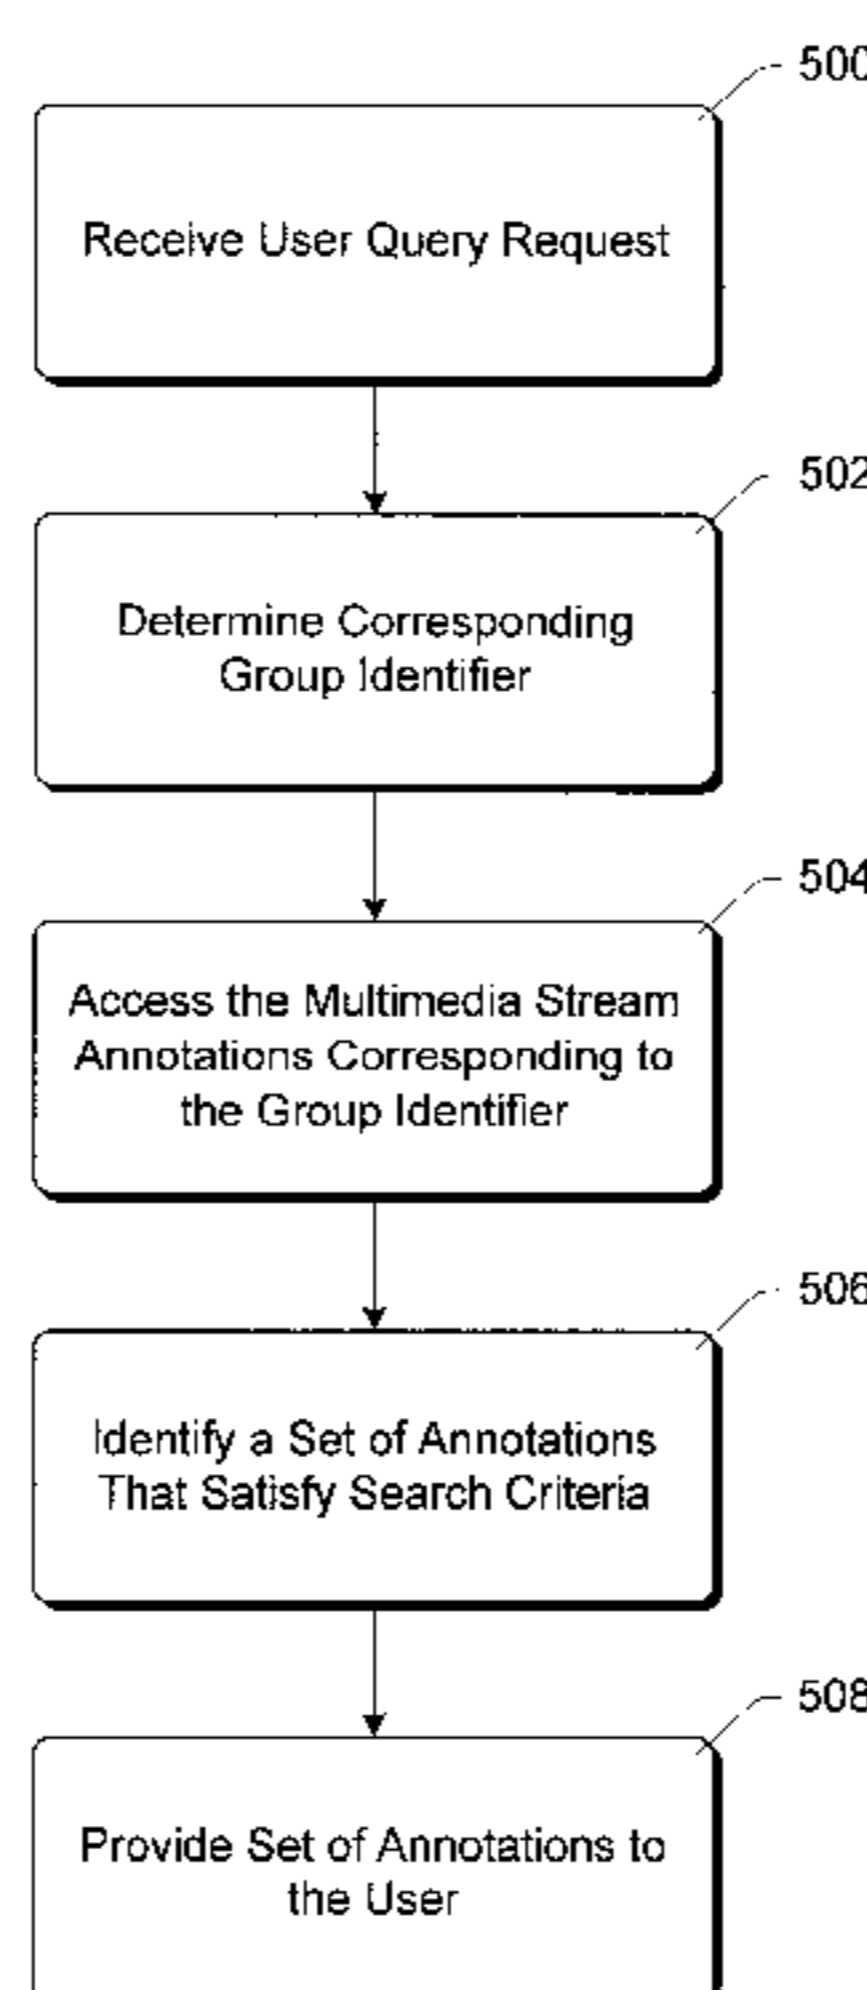 500
Receive User Query Request
502
Determine Corresponding
Group Identifier
504
Access the Multimedia Stream
Annotations Corresponding to
the Group Identifier
506
Identify a Set of Annotations
That Satisfy Search Criteria
508
Provide Set of Annotations to
the User